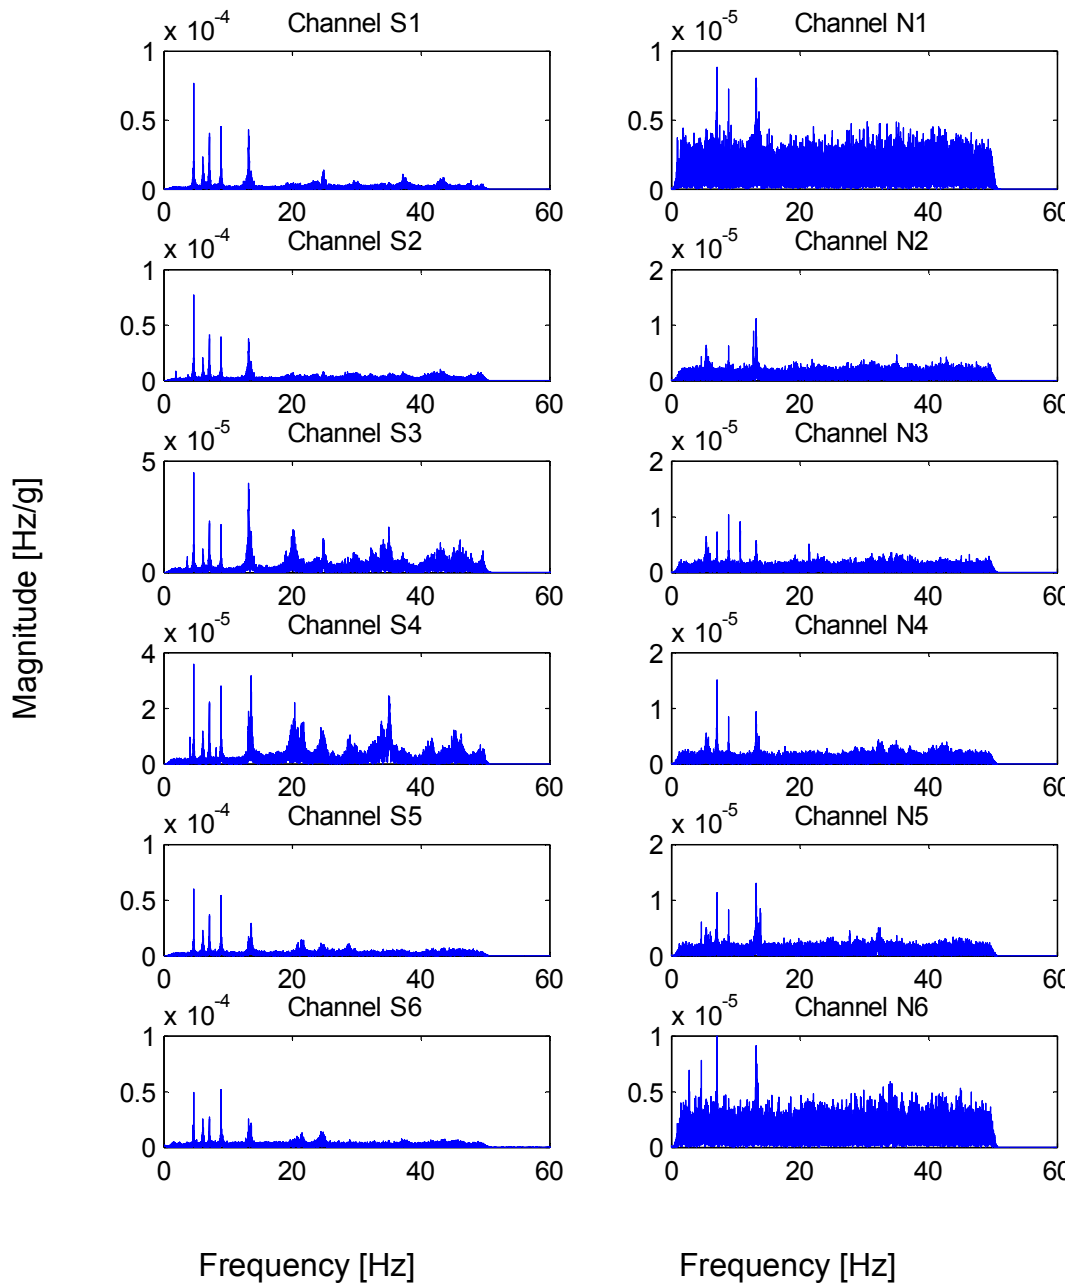 x 10^-4 Channel S1
1
0.5
0
0 20 40 60
x 10^-5 Channel N1
1
0.5
0
0 20 40 60
x 10^-4 Channel S2
1
0.5
0
0 20 40 60
x 10^-5 Channel N2
2
1
0
0 20 40 60
x 10^-5 Channel S3
5
0
0 20 40 60
x 10^-5 Channel N3
2
1
0
0 20 40 60
x 10^-5 Channel S4
4
2
0
0 20 40 60
x 10^-5 Channel N4
2
1
0
0 20 40 60
x 10^-4 Channel S5
1
0.5
0
0 20 40 60
x 10^-5 Channel N5
2
1
0
0 20 40 60
x 10^-4 Channel S6
1
0.5
0
0 20 40 60
x 10^-5 Channel N6
1
0.5
0
0 20 40 60
Magnitude [Hz/g]
Frequency [Hz]
Frequency [Hz]